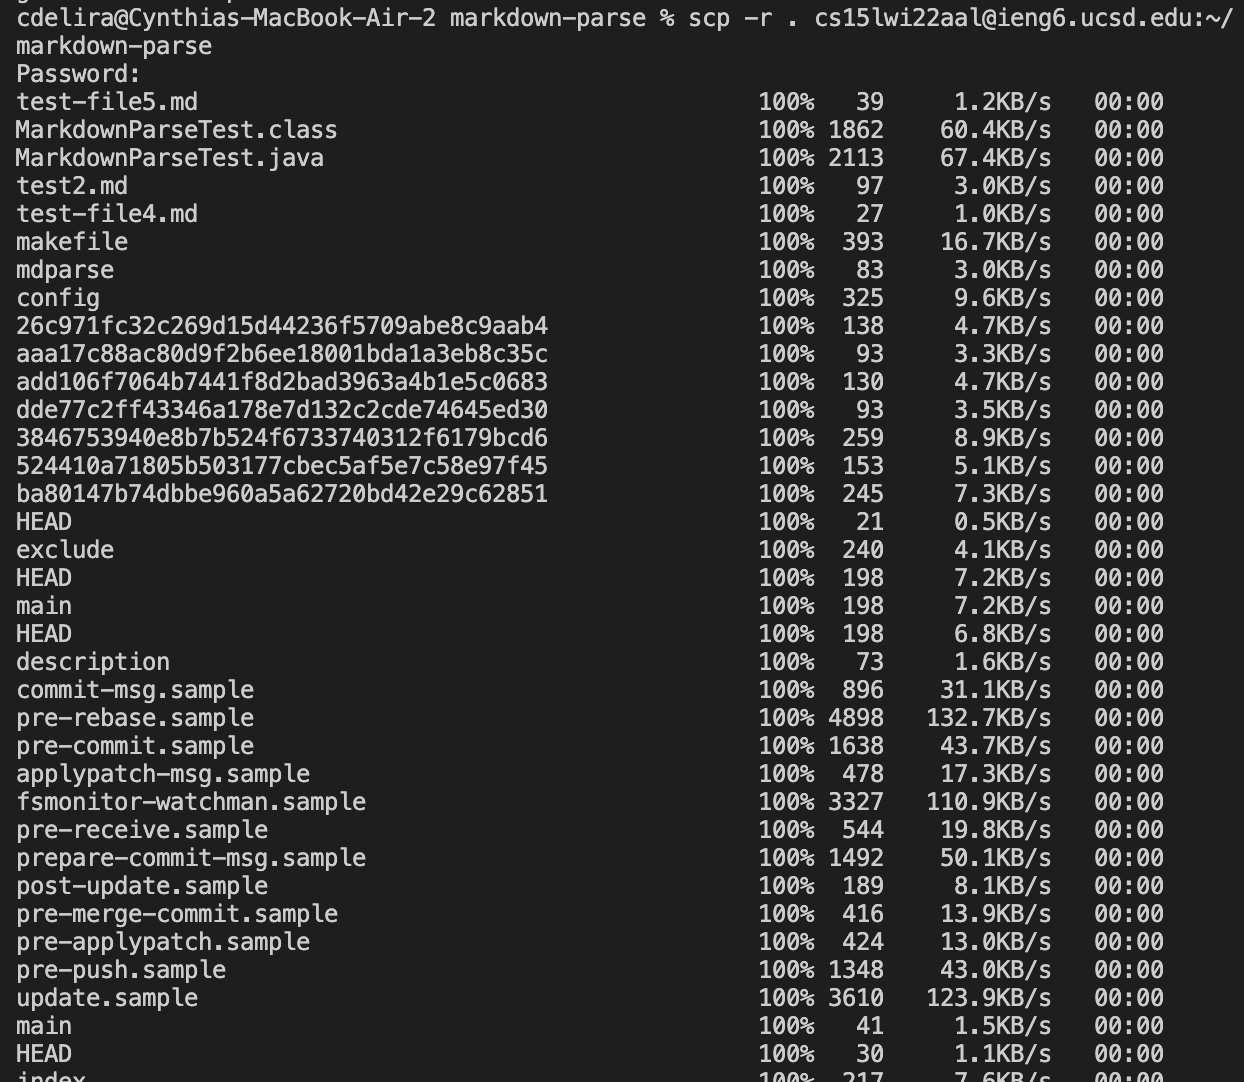 cdelira@Cynthias-MacBook-Air-2 markdown-parse % scp -r . cs15lwi22aal@ieng6.ucsd.edu:~/
markdown-parse
Password:
test-file5.md 100% 39 1.2KB/s 00:00
MarkdownParseTest.class 100% 1862 60.4KB/s 00:00
MarkdownParseTest.java 100% 2113 67.4KB/s 00:00
test2.md 100% 97 3.0KB/s 00:00
test-file4.md 100% 27 1.0KB/s 00:00
makefile 100% 393 16.7KB/s 00:00
mdparse 100% 83 3.0KB/s 00:00
config 100% 325 9.6KB/s 00:00
26c971fc32c269d15d44236f5709abe8c9aab4 100% 138 4.7KB/s 00:00
aaa17c88ac80d9f2b6ee18001bda1a3eb8c35c 100% 93 3.3KB/s 00:00
add106f7064b7441f8d2bad3963a4b1e5c0683 100% 130 4.7KB/s 00:00
dde77c2ff43346a178e7d132c2cde74645ed30 100% 93 3.5KB/s 00:00
3846753940e8b7b524f6733740312f6179bcd6 100% 259 8.9KB/s 00:00
524410a71805b503177cbec5af5e7c58e97f45 100% 153 5.1KB/s 00:00
ba80147b74dbbe960a5a62720bd42e29c62851 100% 245 7.3KB/s 00:00
HEAD 100% 21 0.5KB/s 00:00
exclude 100% 240 4.1KB/s 00:00
HEAD 100% 198 7.2KB/s 00:00
main 100% 198 7.2KB/s 00:00
HEAD 100% 198 6.8KB/s 00:00
description 100% 73 1.6KB/s 00:00
commit-msg.sample 100% 896 31.1KB/s 00:00
pre-rebase.sample 100% 4898 132.7KB/s 00:00
pre-commit.sample 100% 1638 43.7KB/s 00:00
applypatch-msg.sample 100% 478 17.3KB/s 00:00
fsmonitor-watchman.sample 100% 3327 110.9KB/s 00:00
pre-receive.sample 100% 544 19.8KB/s 00:00
prepare-commit-msg.sample 100% 1492 50.1KB/s 00:00
post-update.sample 100% 189 8.1KB/s 00:00
pre-merge-commit.sample 100% 416 13.9KB/s 00:00
pre-applypatch.sample 100% 424 13.0KB/s 00:00
pre-push.sample 100% 1348 43.0KB/s 00:00
update.sample 100% 3610 123.9KB/s 00:00
main 100% 41 1.5KB/s 00:00
HEAD 100% 30 1.1KB/s 00:00
index 100% 217 7.6KB/s 00:00